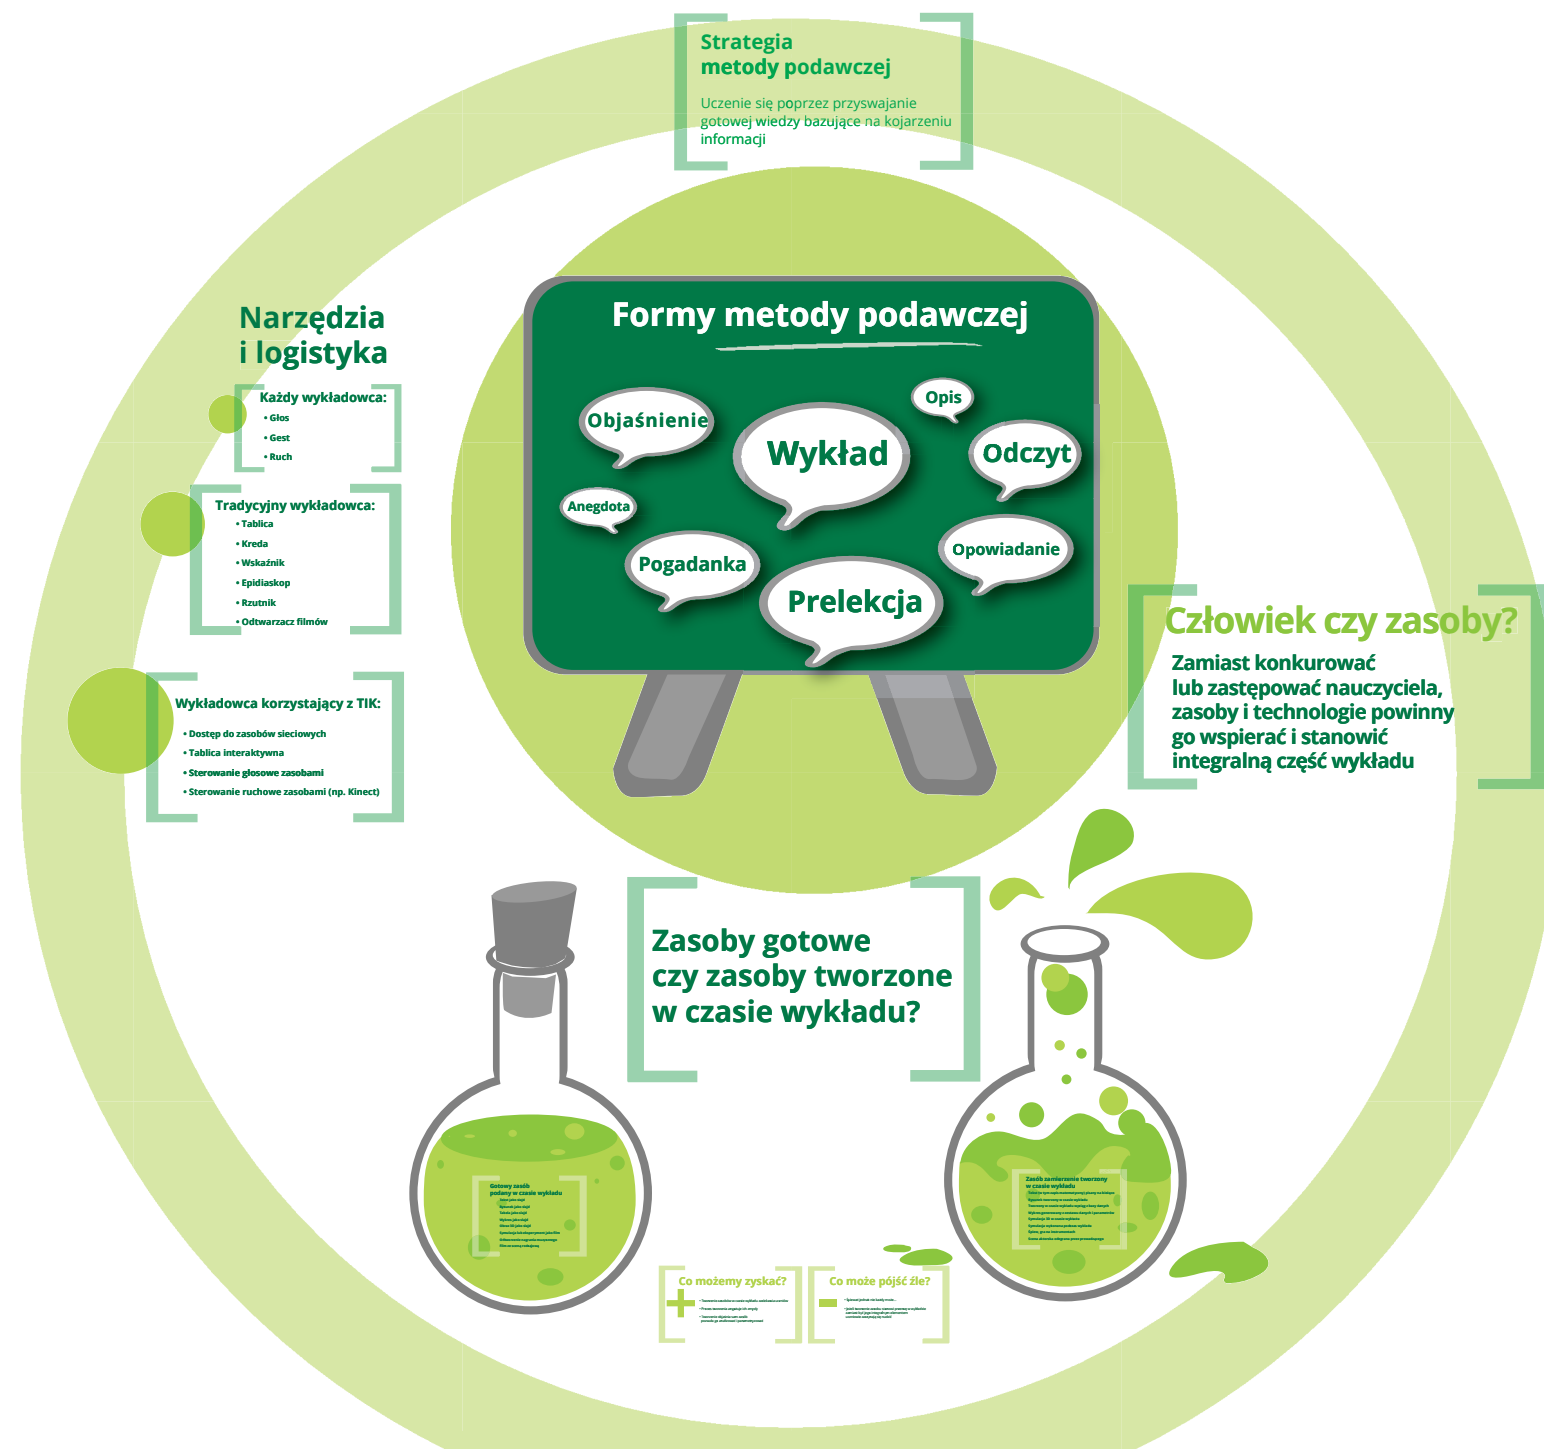 Strategia
metody podawczej
Uczenie się poprzez przyswajanie
gotowej wiedzy bazujące na kojarzeniu
informacji
Formy metody podawczej
Objaśnienie
Wykład
Opis
Odczyt
Anegdota
Pogadanka
Prelekcja
Opowiadanie
Narzędzia
i logistyka
Każdy wykładowca:
• Głos
• Gest
• Ruch
Tradycyjny wykładowca:
• Tablica
• Kreda
• Wskaźnik
• Epidiaskop
• Rzutnik
• Odtwarzacz filmów
Wykładowca korzystający z TIK:
• Dostęp do zasobów sieciowych
• Tablica interaktywna
• Sterowanie głosowe zasobami
• Sterowanie ruchowe zasobami (np. Kinect)
Człowiek czy zasoby?
Zamiast konkurować
lub zastępować nauczyciela,
zasoby i technologie powinny
go wspierać i stanowić
integralną część wykładu
Zasoby gotowe
czy zasoby tworzone
w czasie wykładu?
Gotowy zasób
podany w czasie wykładu
Zasób zamierzenie tworzony
w czasie wykładu
Co możemy zyskać?
Co może pójść źle?